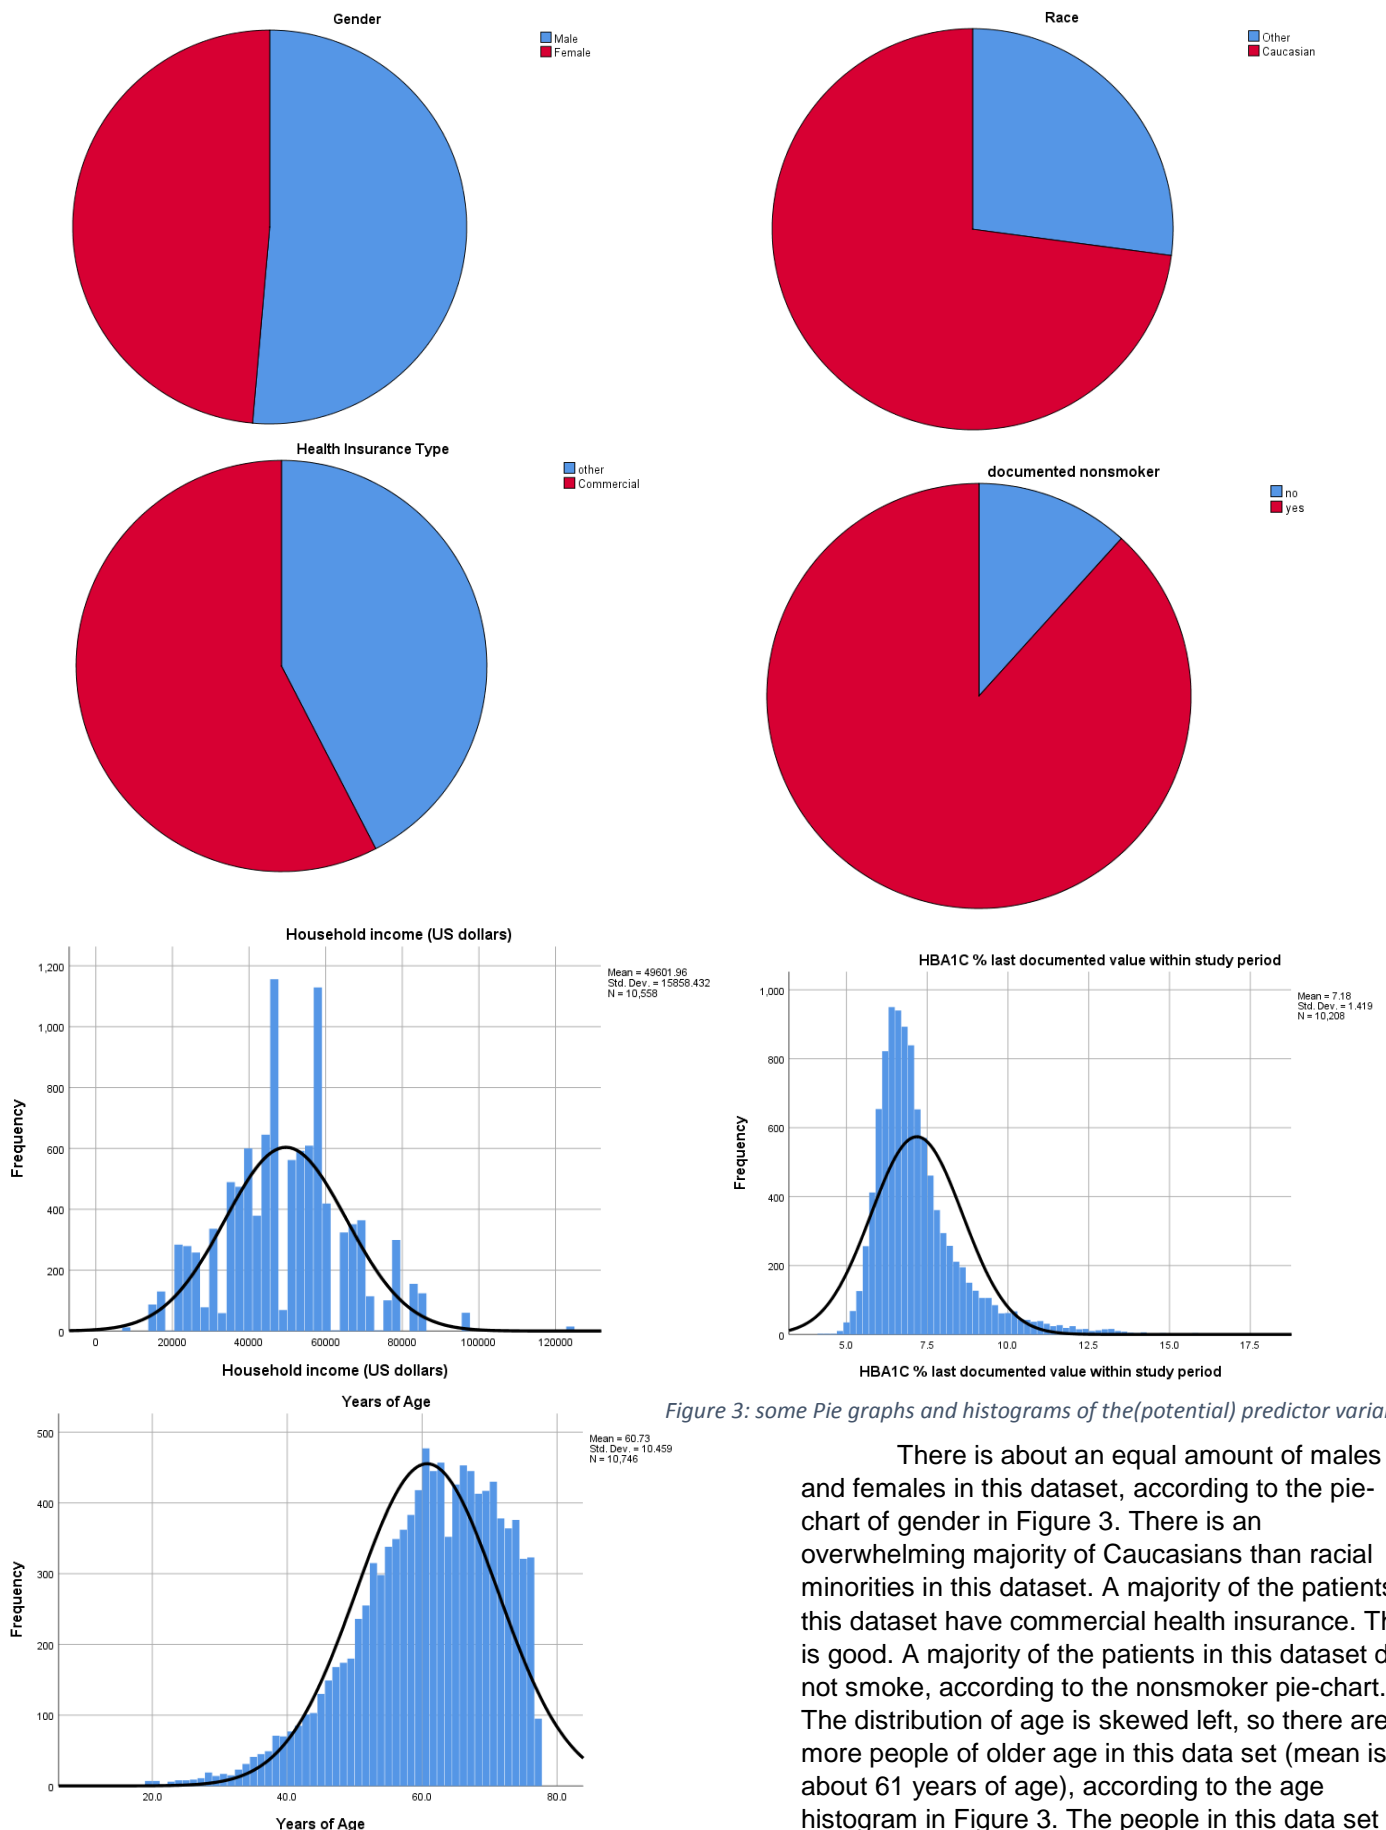 Gender
Male
Female
Race
Other
Caucasian
Health Insurance Type
other
Commercial
documented nonsmoker
no
yes
Household income (US dollars)
Mean = 49601.96
Std. Dev. = 15858.432
N = 10,558
Frequency
1,200
1,000
800
600
400
200
0
0 20000 40000 60000 80000 100000 120000
Household income (US dollars)
HBA1C % last documented value within study period
Mean = 7.18
Std. Dev. = 1.419
N = 10,208
Frequency
1,000
800
600
400
200
0
5.0 7.5 10.0 12.5 15.0 17.5
HBA1C % last documented value within study period
Years of Age
Mean = 60.73
Std. Dev. = 10.459
N = 10,746
Frequency
500
400
300
200
100
0
20.0 40.0 60.0 80.0
Years of Age
Figure 3: some Pie graphs and histograms of the(potential) predictor
There is about an equal amount of males
and females in this dataset, according to the pie-
chart of gender in Figure 3. There is an
overwhelming majority of Caucasians than racial
minorities in this dataset. A majority of the patients
this dataset have commercial health insurance.
is good. A majority of the patients in this dataset
not smoke, according to the nonsmoker pie-chart.
The distribution of age is skewed left, so there are
more people of older age in this data set (mean is
about 61 years of age), according to the age
histogram in Figure 3. The people in this data set